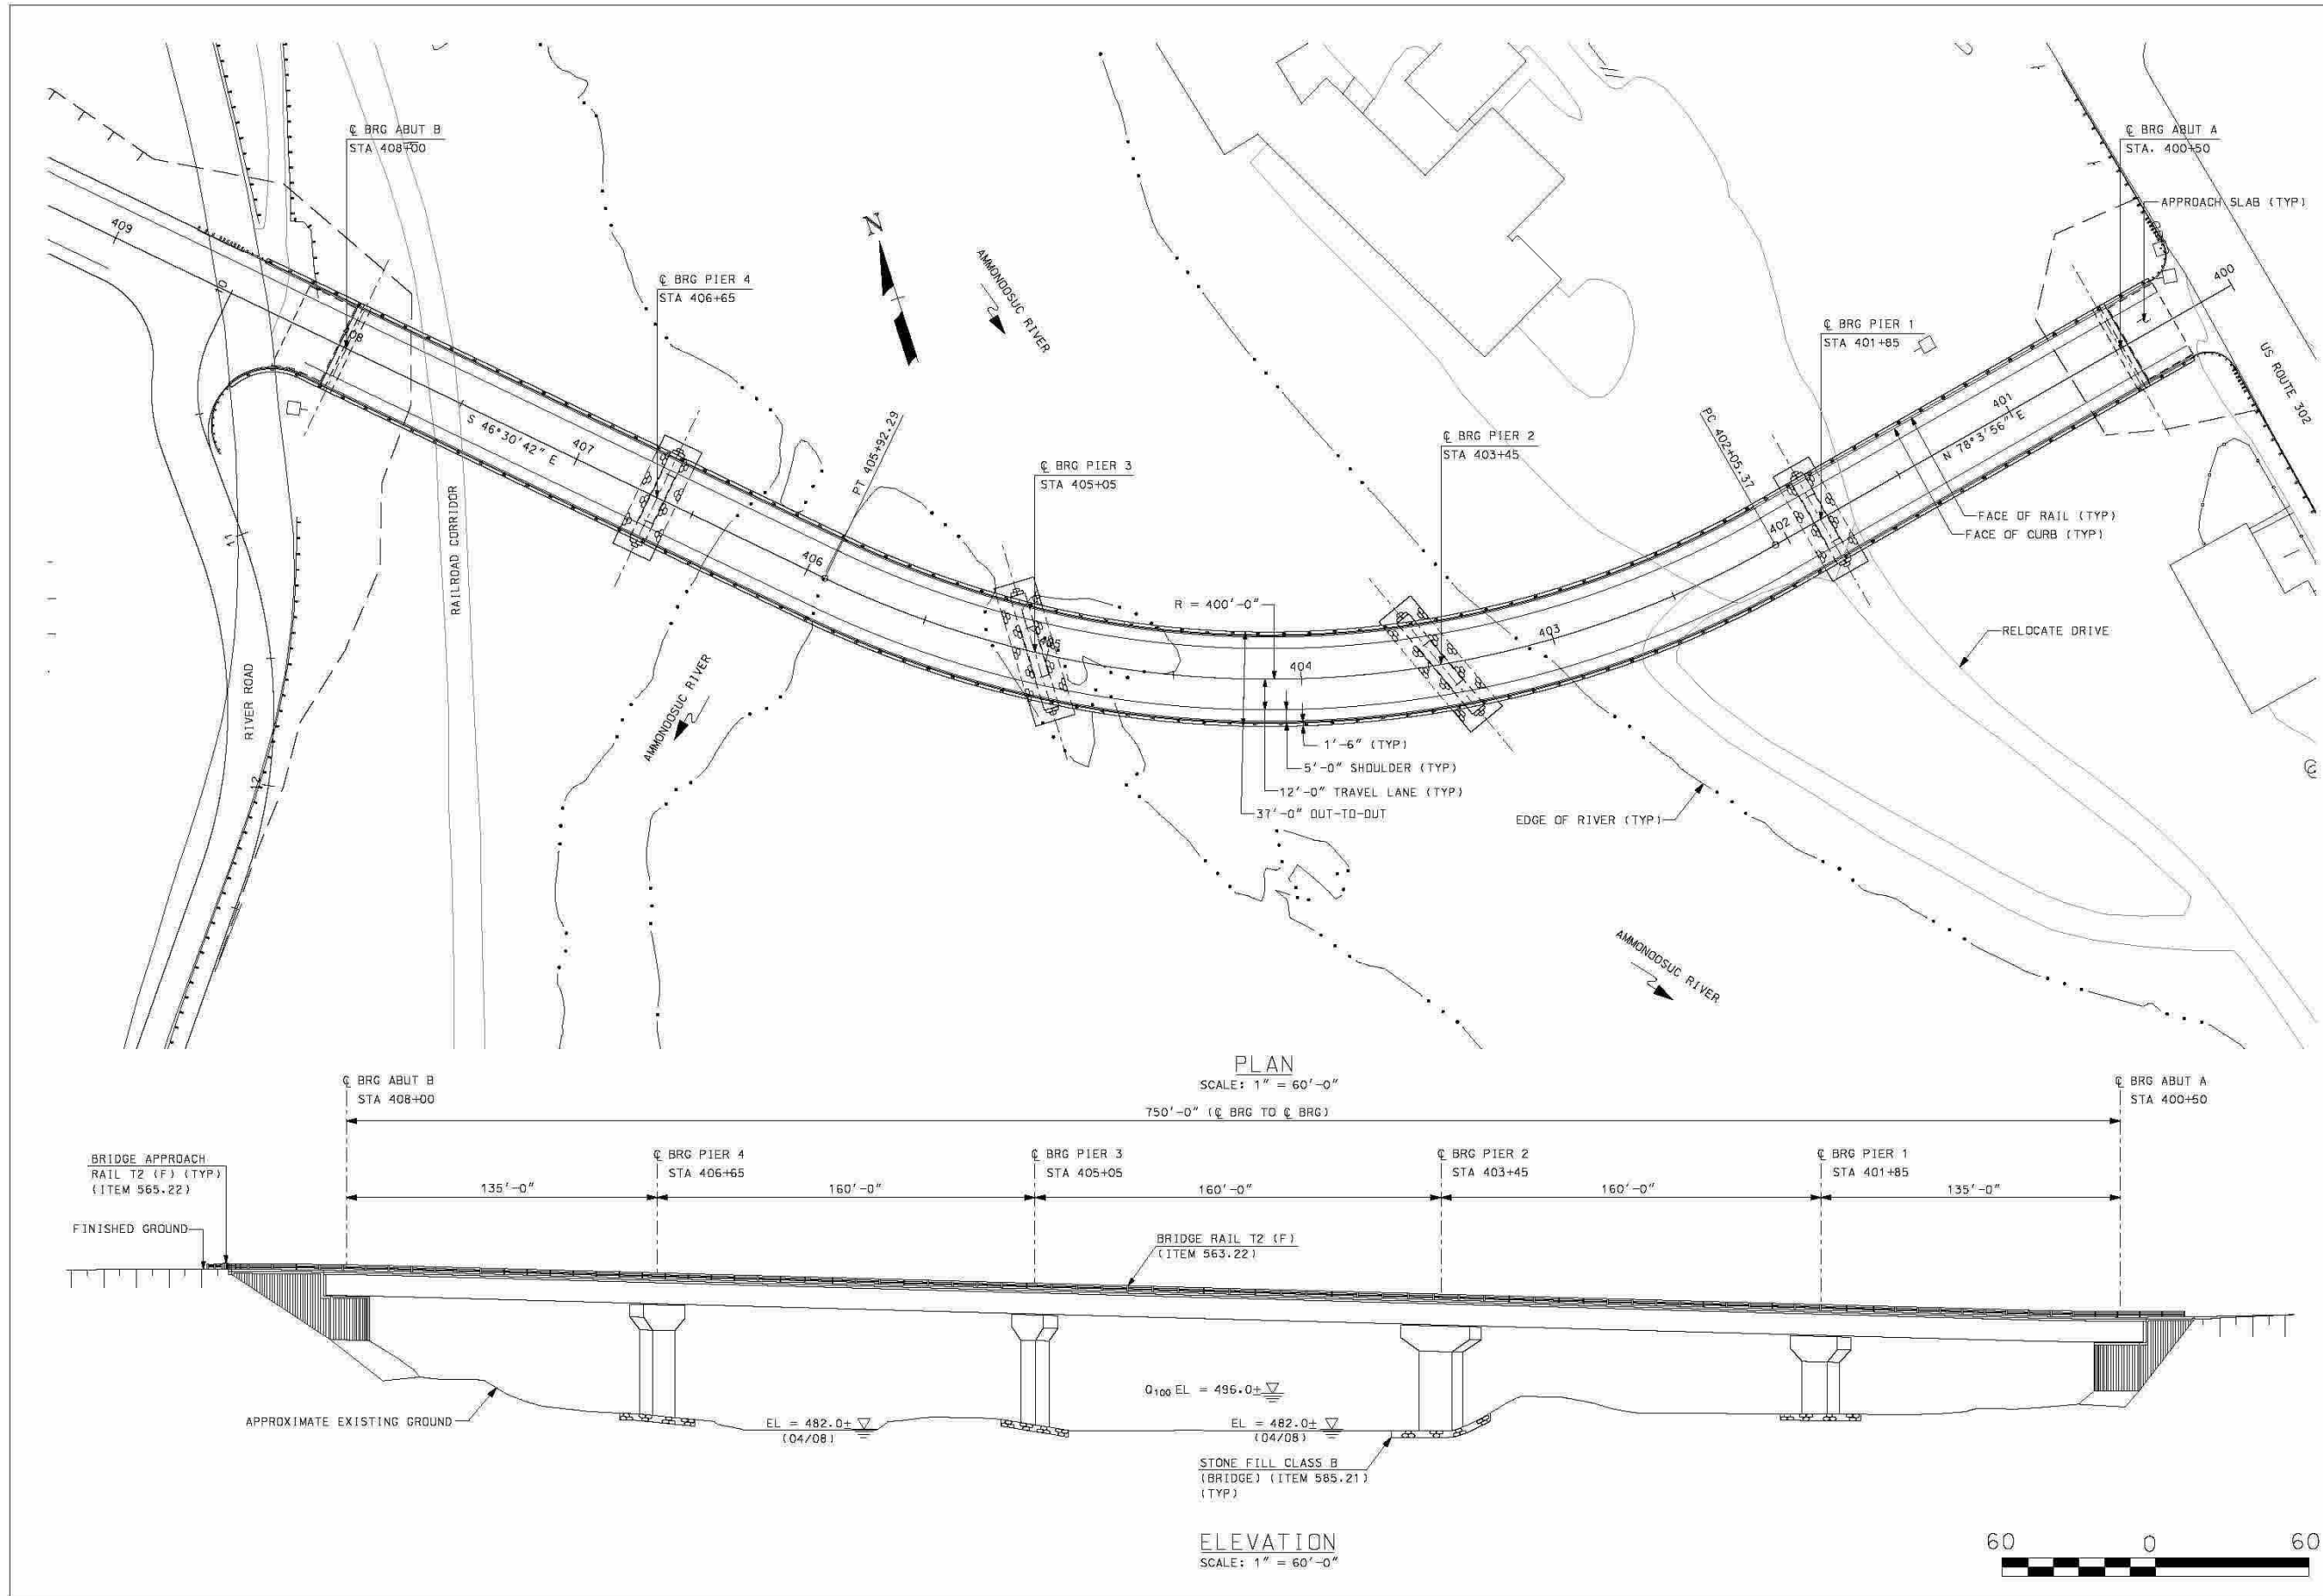 ℄ BRG ABUT B
STA 408+00
℄ BRG ABUT A
STA. 400+50
APPROACH SLAB (TYP)
409
10
N
AMMONOOSUC RIVER
℄ BRG PIER 4
STA 406+65
400
℄ BRG PIER 1
STA 401+85
US ROUTE 302
408
S 46°30'42" E
407
PT 405+92.29
℄ BRG PIER 2
STA 403+45
PC 402+05.37
401
N 78°3'56" E
℄ BRG PIER 3
STA 405+05
RAILROAD CORRIDOR
11
406
402
FACE OF RAIL (TYP)
FACE OF CURB (TYP)
R = 400'-0"
405
404
403
RELOCATE DRIVE
RIVER ROAD
AMMONOOSUC RIVER
12
1'-6" (TYP)
5'-0" SHOULDER (TYP)
12'-0" TRAVEL LANE (TYP)
37'-0" OUT-TO-OUT
EDGE OF RIVER (TYP)
℄
AMMONOOSUC RIVER
PLAN
SCALE: 1" = 60'-0"
℄ BRG ABUT B
STA 408+00
℄ BRG ABUT A
STA 400+50
750'-0" (℄ BRG TO ℄ BRG)
BRIDGE APPROACH
RAIL T2 (F) (TYP)
(ITEM 565.22)
℄ BRG PIER 4
STA 406+65
℄ BRG PIER 3
STA 405+05
℄ BRG PIER 2
STA 403+45
℄ BRG PIER 1
STA 401+85
135'-0"
160'-0"
160'-0"
160'-0"
135'-0"
FINISHED GROUND
BRIDGE RAIL T2 (F)
(ITEM 563.22)
Q100 EL = 496.0±
APPROXIMATE EXISTING GROUND
EL = 482.0±
(04/08)
EL = 482.0±
(04/08)
STONE FILL CLASS B
(BRIDGE) (ITEM 585.21)
(TYP)
ELEVATION
SCALE: 1" = 60'-0"
60 0 60